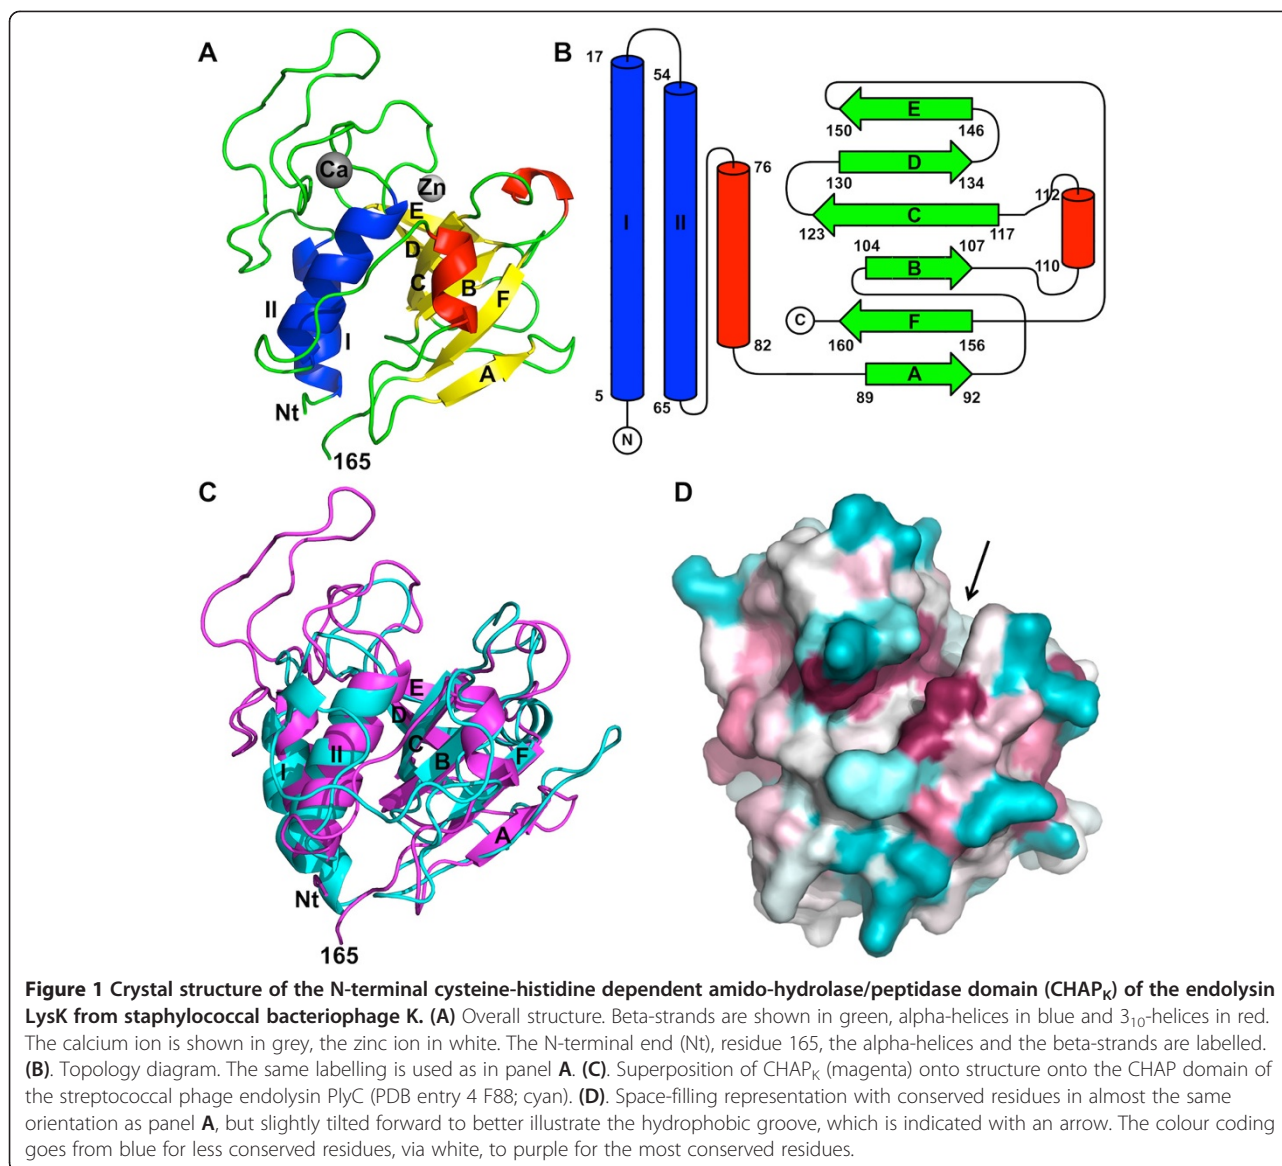 A
Ca
Zn
E
D
C
B
F
A
II
I
Nt
165
B
17
54
I
II
5
65
N
76
82
E
150
146
D
130
134
C
123
117
112
104
107
B
110
C
F
160
156
A
89
92
C
E
D
C
B
F
I
II
A
Nt
165
D
Figure 1 Crystal structure of the N-terminal cysteine-histidine dependent amido-hydrolase/peptidase domain (CHAPK) of the endolysin
LysK from staphylococcal bacteriophage K. (A) Overall structure. Beta-strands are shown in green, alpha-helices in blue and 310-helices in red.
The calcium ion is shown in grey, the zinc ion in white. The N-terminal end (Nt), residue 165, the alpha-helices and the beta-strands are labelled.
(B). Topology diagram. The same labelling is used as in panel A. (C). Superposition of CHAPK (magenta) onto structure onto the CHAP domain of
the streptococcal phage endolysin PlyC (PDB entry 4 F88; cyan). (D). Space-filling representation with conserved residues in almost the same
orientation as panel A, but slightly tilted forward to better illustrate the hydrophobic groove, which is indicated with an arrow. The colour coding
goes from blue for less conserved residues, via white, to purple for the most conserved residues.